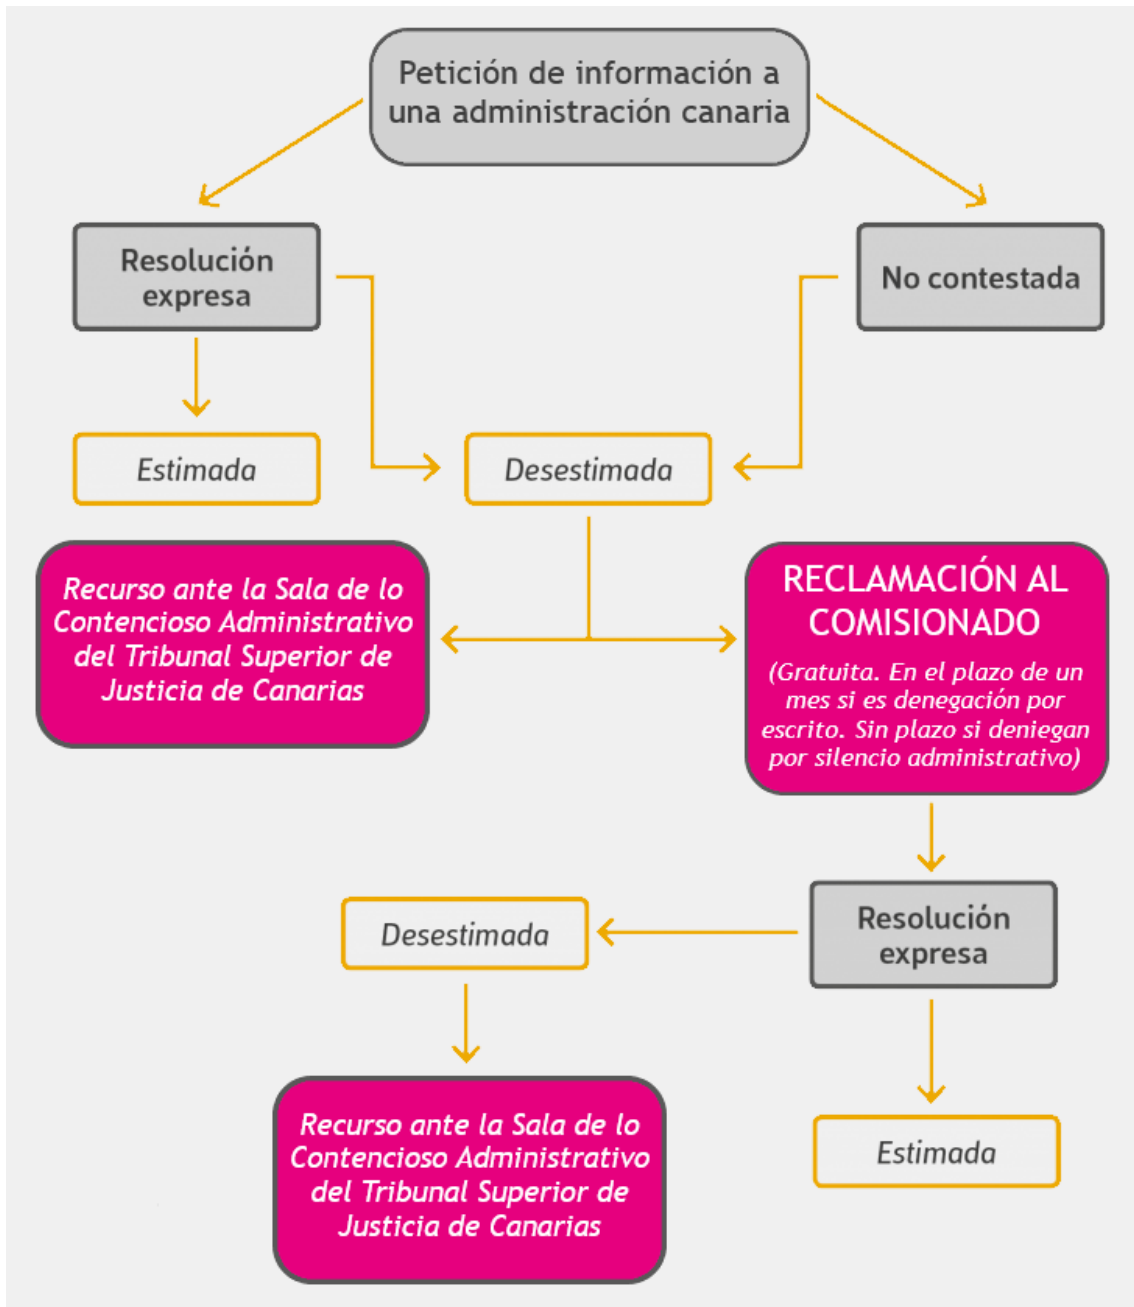 Petición de información a
una administración canaria
Resolución
expresa
No contestada
Estimada
Desestimada
Recurso ante la Sala de lo
Contencioso Administrativo
del Tribunal Superior de
Justicia de Canarias
RECLAMACIÓN AL
COMISIONADO
(Gratuita. En el plazo de un
mes si es denegación por
escrito. Sin plazo si deniegan
por silencio administrativo)
Resolución
expresa
Desestimada
Estimada
Recurso ante la Sala de lo
Contencioso Administrativo
del Tribunal Superior de
Justicia de Canarias